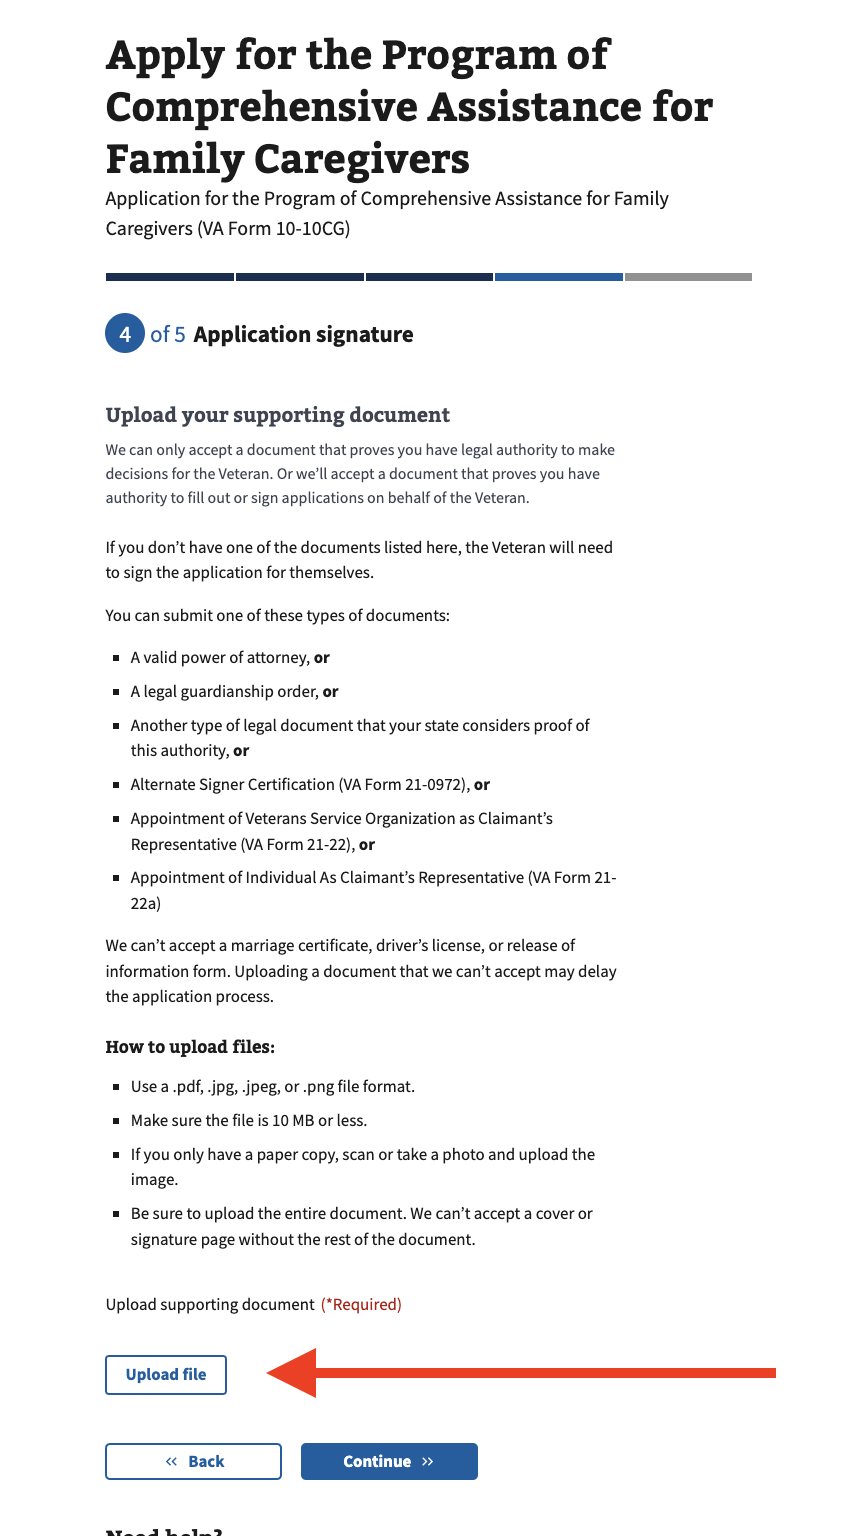 Apply for the Program of
Comprehensive Assistance for
Family Caregivers
Application for the Program of Comprehensive Assistance for Family
Caregivers (VA Form 10-10CG)
4 of 5 Application signature
Upload your supporting document
We can only accept a document that proves you have legal authority to make
decisions for the Veteran. Or we’ll accept a document that proves you have
authority to fill out or sign applications on behalf of the Veteran.
If you don’t have one of the documents listed here, the Veteran will need
to sign the application for themselves.
You can submit one of these types of documents:
A valid power of attorney, or
A legal guardianship order, or
Another type of legal document that your state considers proof of
this authority, or
Alternate Signer Certification (VA Form 21-0972), or
Appointment of Veterans Service Organization as Claimant’s
Representative (VA Form 21-22), or
Appointment of Individual As Claimant’s Representative (VA Form 21-
22a)
We can’t accept a marriage certificate, driver’s license, or release of
information form. Uploading a document that we can’t accept may delay
the application process.
How to upload files:
Use a .pdf, .jpg, .jpeg, or .png file format.
Make sure the file is 10 MB or less.
If you only have a paper copy, scan or take a photo and upload the
image.
Be sure to upload the entire document. We can’t accept a cover or
signature page without the rest of the document.
Upload supporting document (*Required)
Upload file
Back
Continue
Need help?